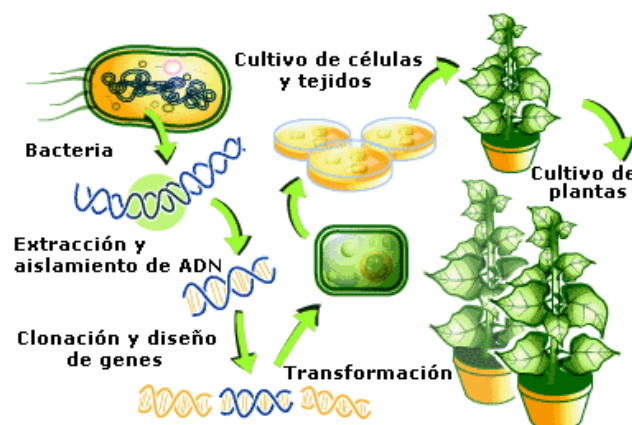 Bacteria
Extracción y
aislamiento de ADN
Clonación y diseño
de genes
Transformación
Cultivo de células
y tejidos
Cultivo de
plantas